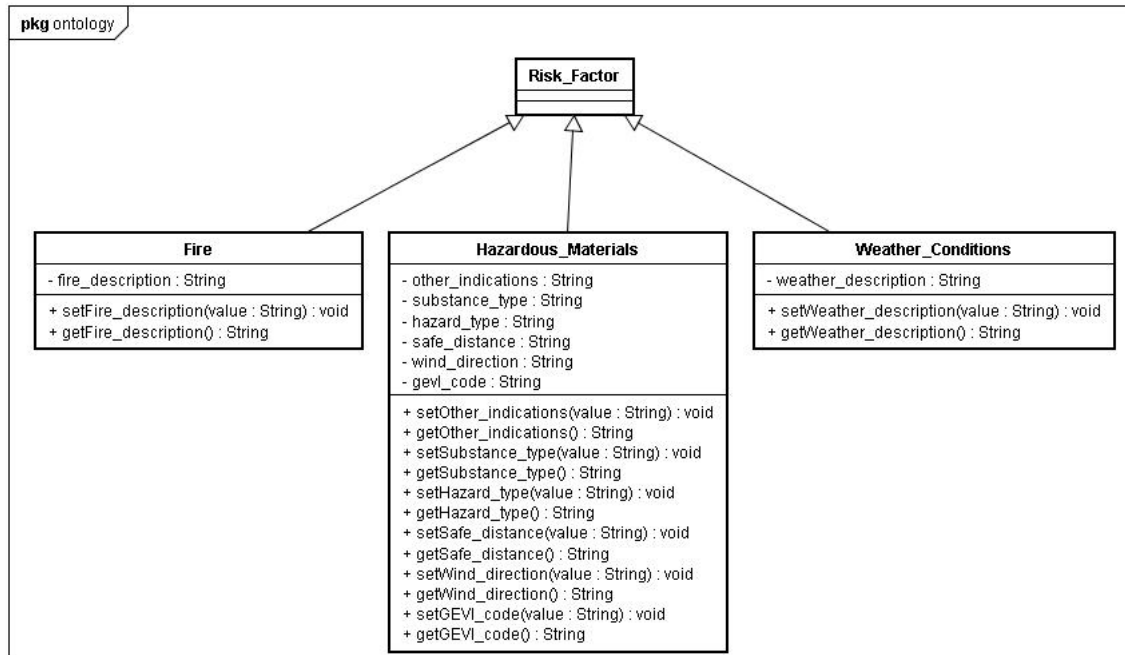 pkg ontology
Risk_Factor
Fire
- fire_description : String
+ setFire_description(value : String) : void
+ getFire_description() : String
Hazardous_Materials
- other_indications : String
- substance_type : String
- hazard_type : String
- safe_distance : String
- wind_direction : String
- gevI_code : String
+ setOther_indications(value : String) : void
+ getOther_indications() : String
+ setSubstance_type(value : String) : void
+ getSubstance_type() : String
+ setHazard_type(value : String) : void
+ getHazard_type() : String
+ setSafe_distance(value : String) : void
+ getSafe_distance() : String
+ setWind_direction(value : String) : void
+ getWind_direction() : String
+ setGEVI_code(value : String) : void
+ getGEVI_code() : String
Weather_Conditions
- weather_description : String
+ setWeather_description(value : String) : void
+ getWeather_description() : String